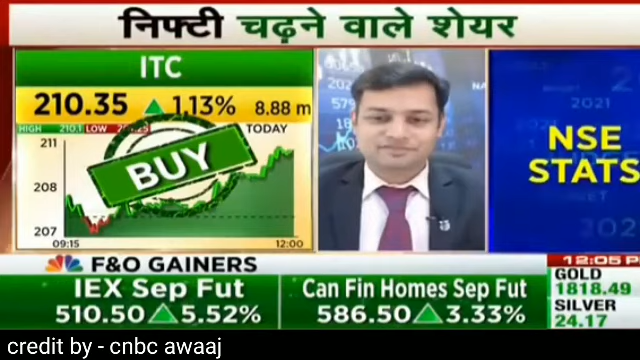 निफ्टी चढ़ने वाले शेयर
ITC
210.35 1.13% 8.88 m
HIGH 210.1 LOW
TODAY
211
208
207
09:15 12:00
BUY
2021
NSE
STATS
12:05 P
F&O GAINERS
IEX Sep Fut
510.50 5.52%
Can Fin Homes Sep Fut
586.50 3.33%
GOLD
1818.49
SILVER
24.17
credit by - cnbc awaaj